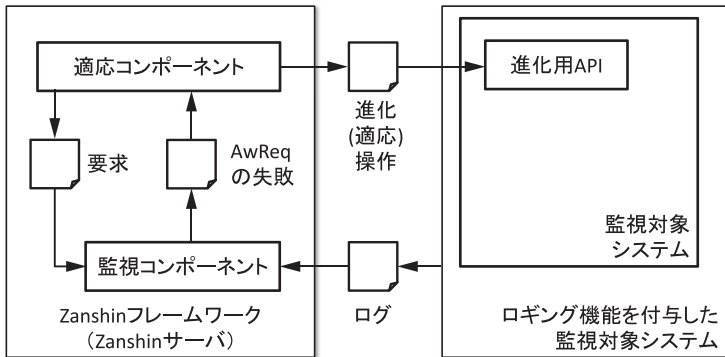 適応コンポーネント
進化用API
進化
(適応)
操作
要求
AwReq
の失敗
監視対象
システム
監視コンポーネント
ログ
Zanshinフレームワーク
（Zanshinサーバ）
ロギング機能を付与した
監視対象システム